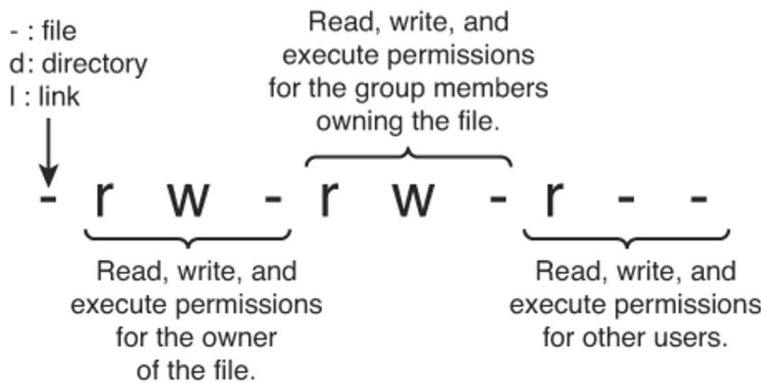 - : file
d: directory
l : link
Read, write, and
execute permissions
for the group members
owning the file.
- r w - r w - r - -
Read, write, and
execute permissions
for the owner
of the file.
Read, write, and
execute permissions
for other users.